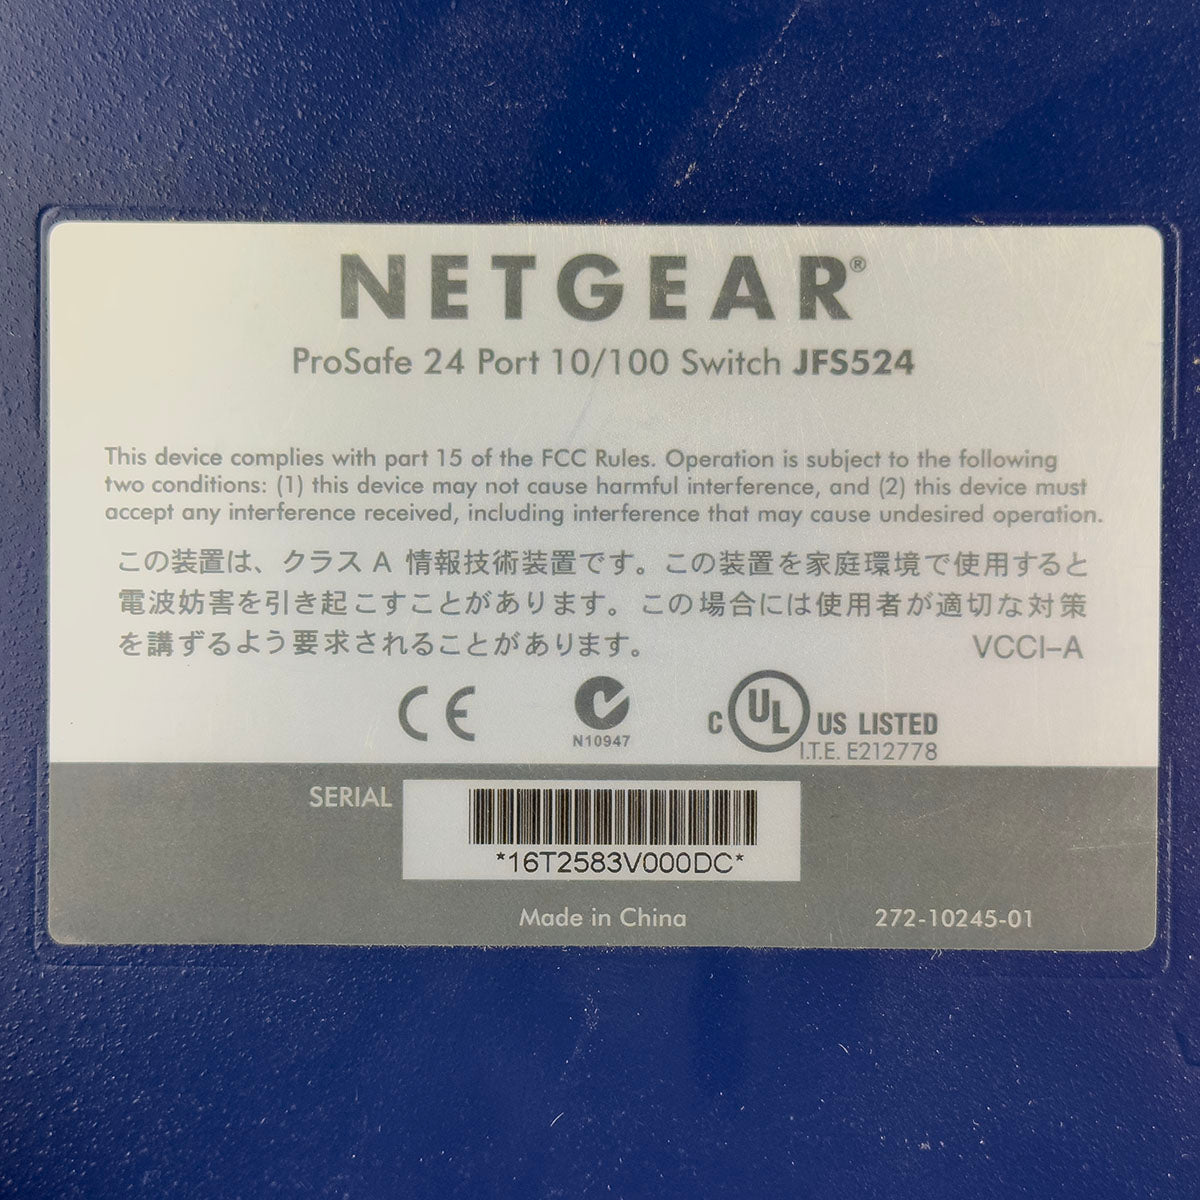 NETGEAR®
ProSafe 24 Port 10/100 Switch JFS524
This device complies with part 15 of the FCC Rules. Operation is subject to the following
two conditions: (1) this device may not cause harmful interference, and (2) this device must
accept any interference received, including interference that may cause undesired operation.
この装置は、クラス A 情報技術装置です。この装置を家庭環境で使用すると
電波妨害を引き起こすことがあります。この場合には使用者が適切な対策
を講ずるよう要求されることがあります。 VCCI-A
CE
N10947
C UL US LISTED
I.T.E. E212778
SERIAL
*16T2583V000DC*
Made in China 272-10245-01